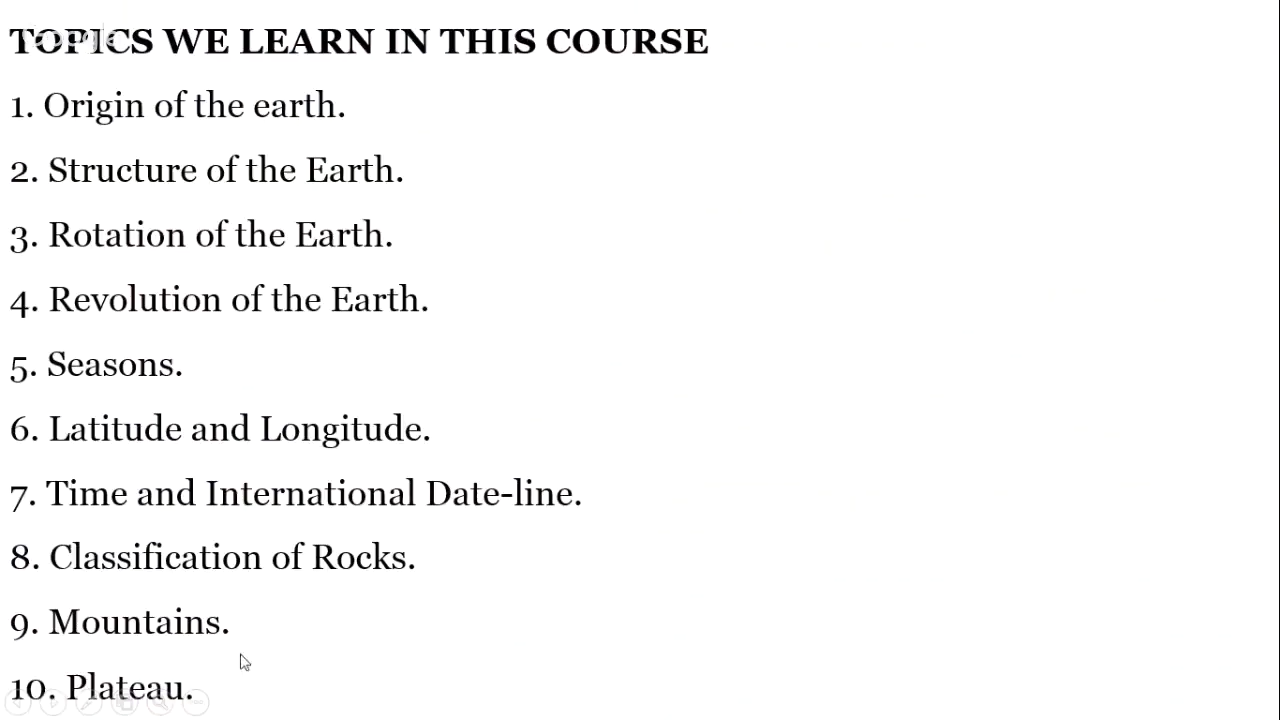 TOPICS WE LEARN IN THIS COURSE
1. Origin of the earth.
2. Structure of the Earth.
3. Rotation of the Earth.
4. Revolution of the Earth.
5. Seasons.
6. Latitude and Longitude.
7. Time and International Date-line.
8. Classification of Rocks.
9. Mountains.
10. Plateau.